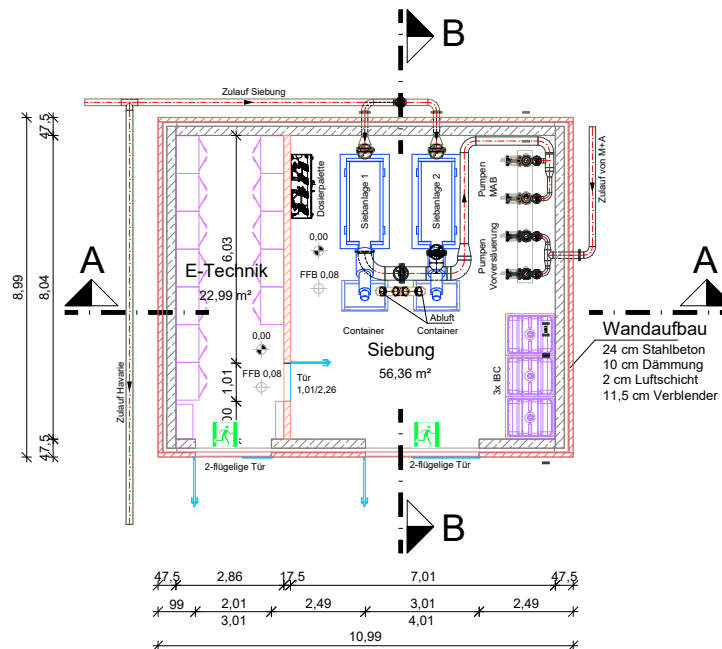 B
Zulauf Siebung
Zulauf von M+A
47,5
8,99
8,04
47,5
Dosierpalette
Siebanlage 1
Siebanlage 2
Pumpen
MAB
Pumpen
Vorversäuerung
6,03
0,00
FFB 0,08
E-Technik
22,99 m²
A
A
Abluft
Container
Container
Siebung
56,36 m²
0,00
FFB 0,08
Tür
1,01/2,26
1,01
00
3x IBC
Zulauf Havarie
Wandaufbau
24 cm Stahlbeton
10 cm Dämmung
2 cm Luftschicht
11,5 cm Verblender
2-flügelige Tür
2-flügelige Tür
B
47,5
2,86
17,5
7,01
47,5
99
2,01
2,49
3,01
2,49
3,01
4,01
10,99